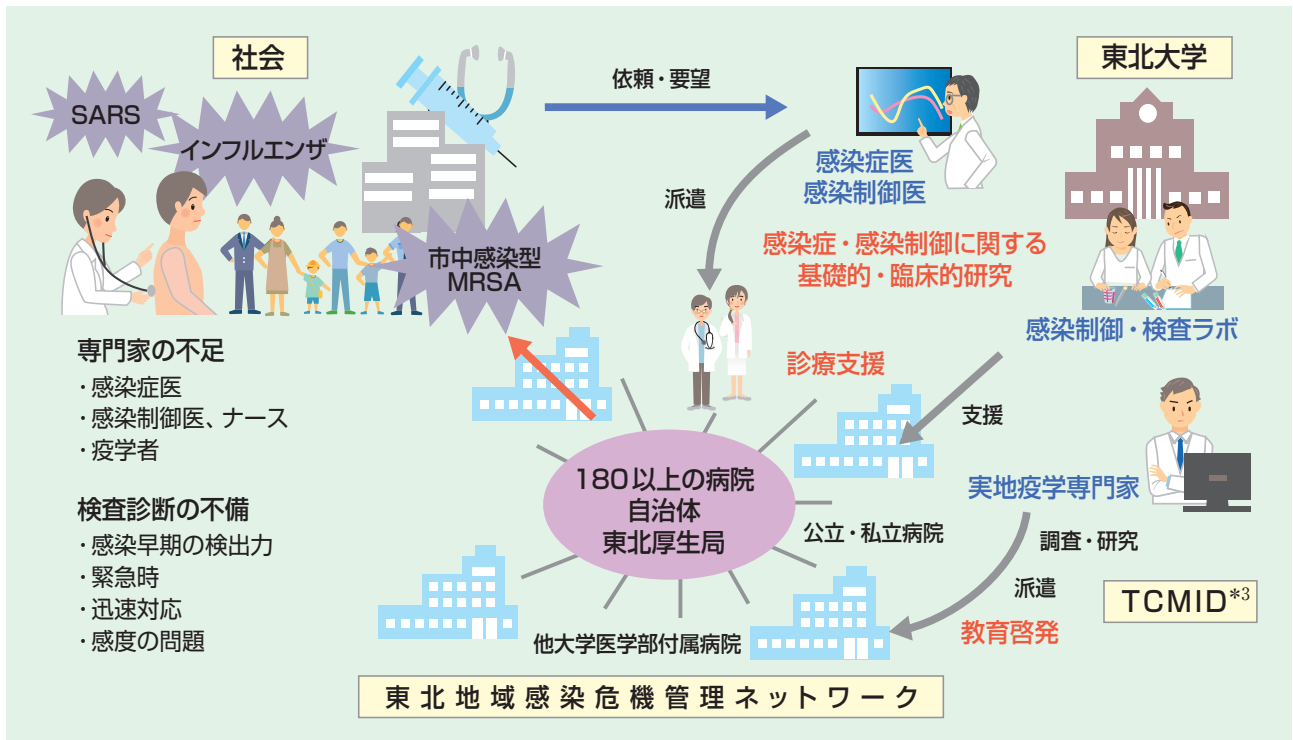 社会
SARS
インフルエンザ
市中感染型
MRSA
専門家の不足
・感染症医
・感染制御医、ナース
・疫学者
検査診断の不備
・感染早期の検出力
・緊急時
・迅速対応
・感度の問題
依頼・要望
派遣
感染症医
感染制御医
感染症・感染制御に関する
基礎的・臨床的研究
東北大学
感染制御・検査ラボ
診療支援
支援
180以上の病院
自治体
東北厚生局
公立・私立病院
他大学医学部付属病院
実地疫学専門家
調査・研究
派遣
教育啓発
TCMID*3
東北地域感染危機管理ネットワーク